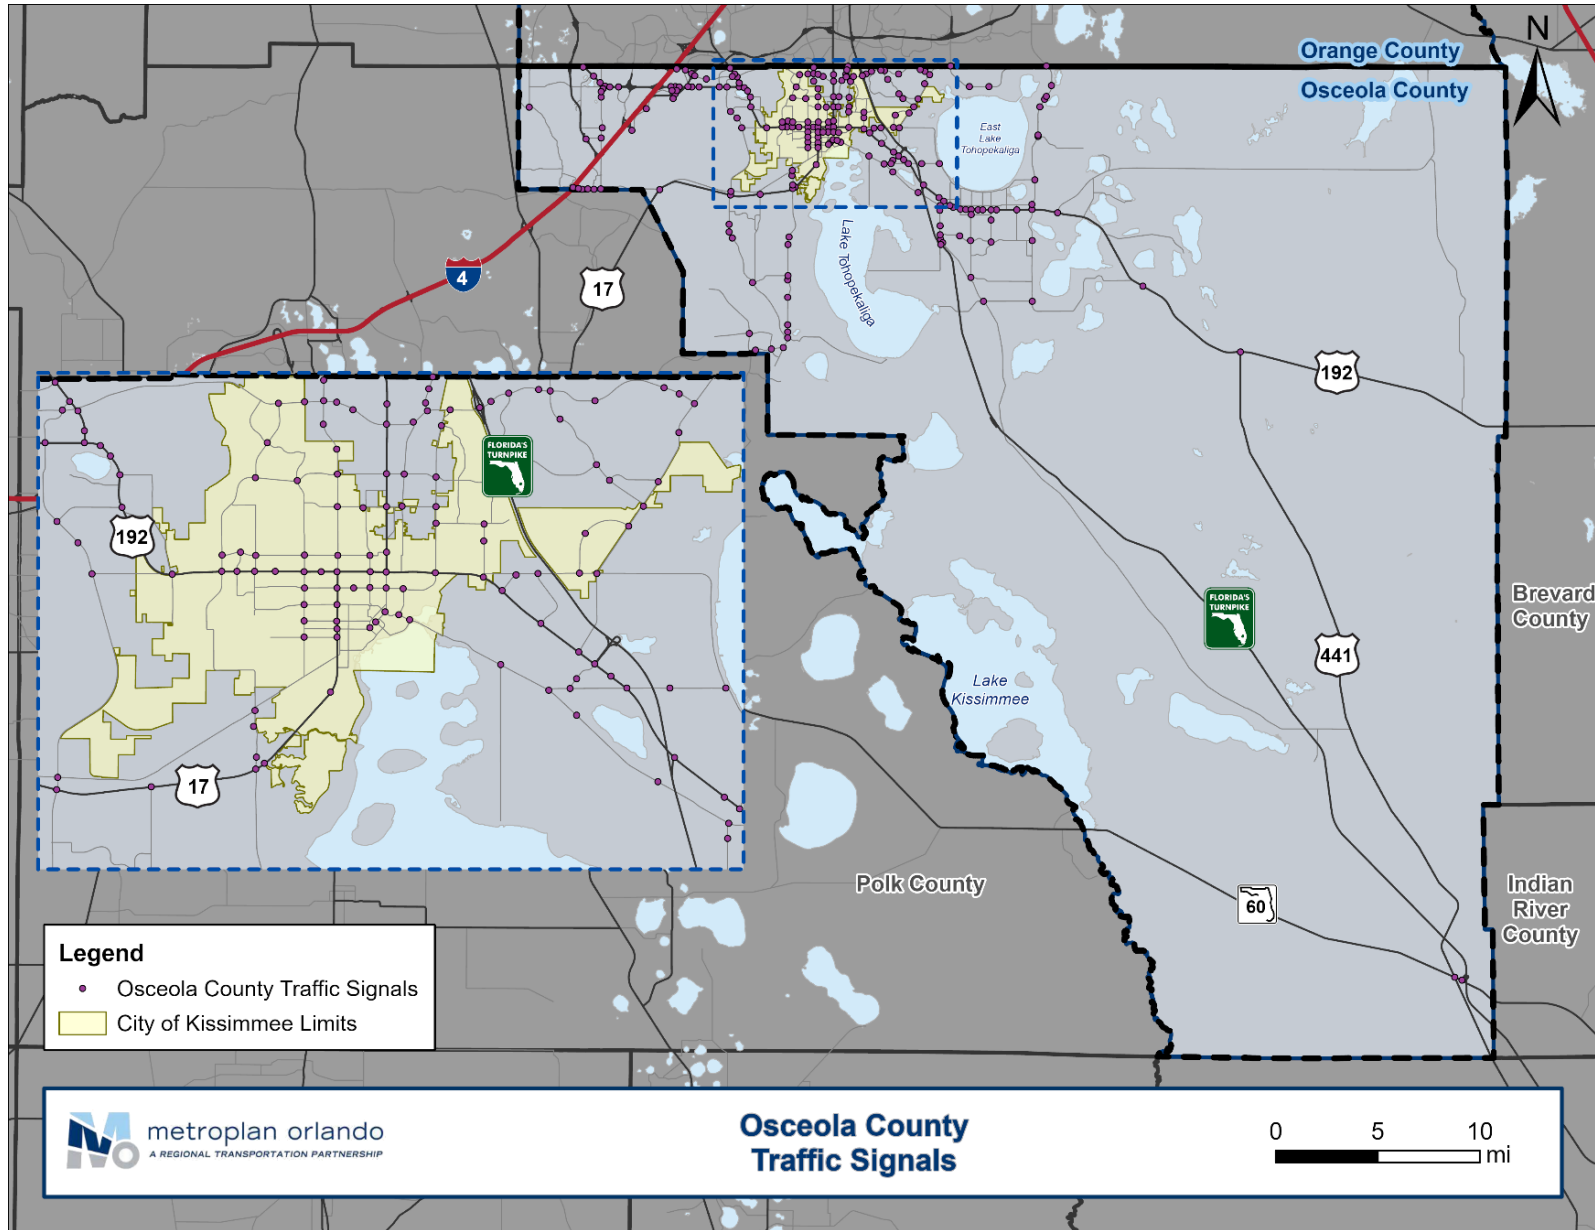 N
Orange County
Osceola County
East
Lake
Tohopekaliga
Lake Tohopekaliga
4
17
192
FLORIDA'S
TURNPIKE
192
17
FLORIDA'S
TURNPIKE
441
Brevard
County
Lake
Kissimmee
Polk County
60
Indian
River
County
Legend
Osceola County Traffic Signals
City of Kissimmee Limits
metroplan orlando
A REGIONAL TRANSPORTATION PARTNERSHIP
Osceola County
Traffic Signals
0 5 10
mi